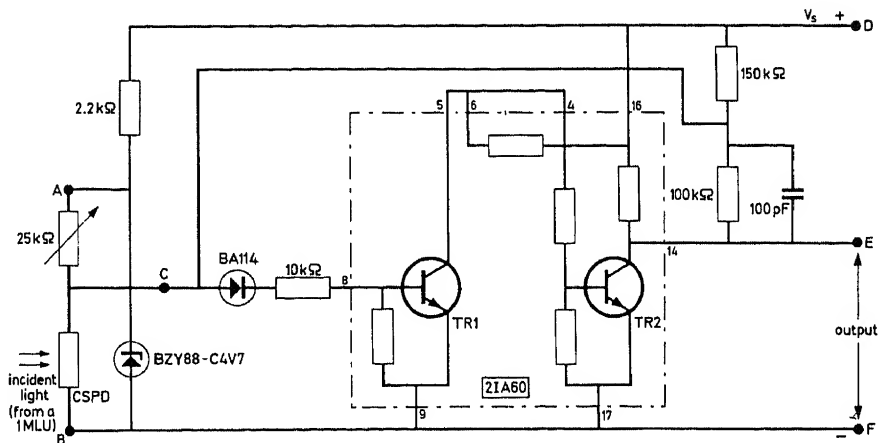 Vs + D
150kΩ
2.2kΩ
5 6 4 16
A
100kΩ
100pF
25kΩ
BA114
E
C
10kΩ
14
8
TR1
TR2
output
BZY88-C4V7
incident
light
(from a
1MLU)
CSPD
2IA60
9
17
B
F
−